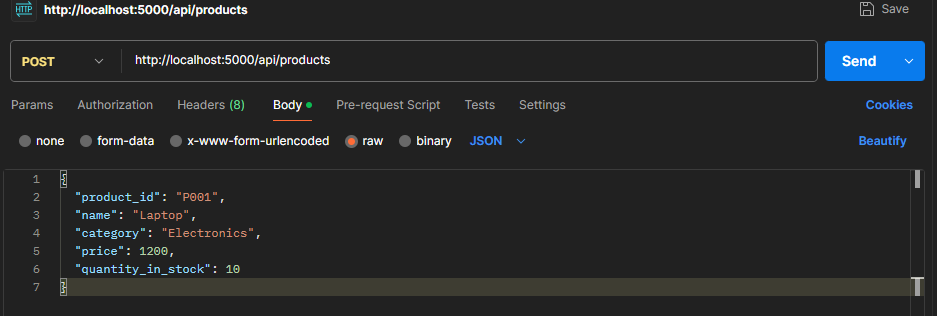 HTTP http://localhost:5000/api/products Save
POST http://localhost:5000/api/products Send
Params Authorization Headers (8) Body Pre-request Script Tests Settings Cookies
none form-data x-www-form-urlencoded raw binary JSON Beautify
1 {
2 "product_id": "P001",
3 "name": "Laptop",
4 "category": "Electronics",
5 "price": 1200,
6 "quantity_in_stock": 10
7 }